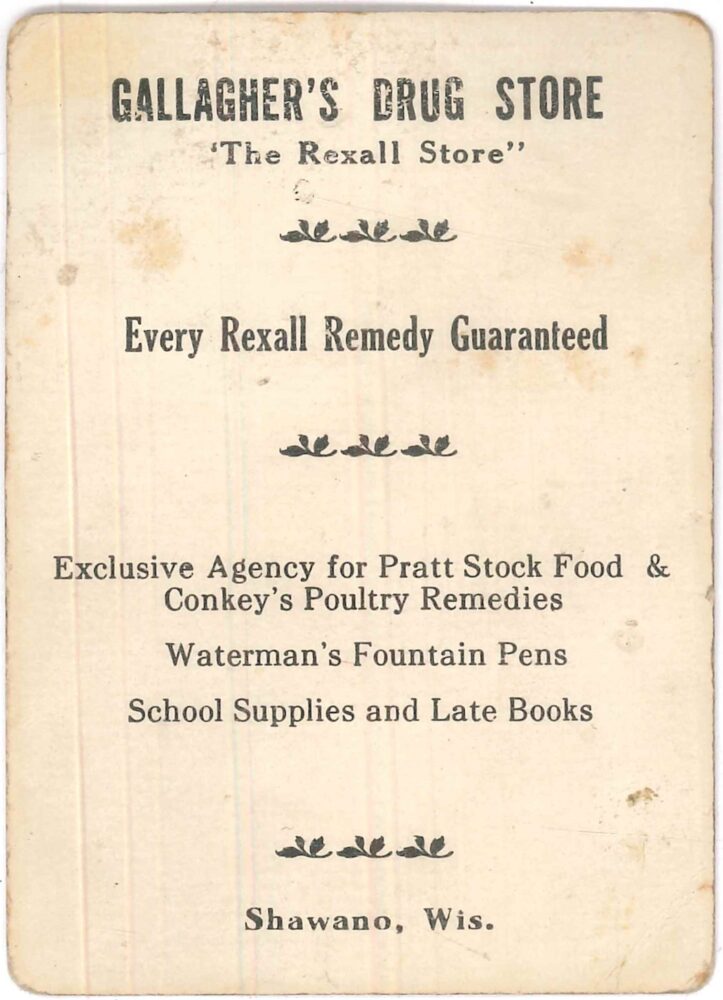 GALLAGHER'S DRUG STORE
'The Rexall Store"
Every Rexall Remedy Guaranteed
Exclusive Agency for Pratt Stock Food &
Conkey's Poultry Remedies
Waterman's Fountain Pens
School Supplies and Late Books
Shawano, Wis.